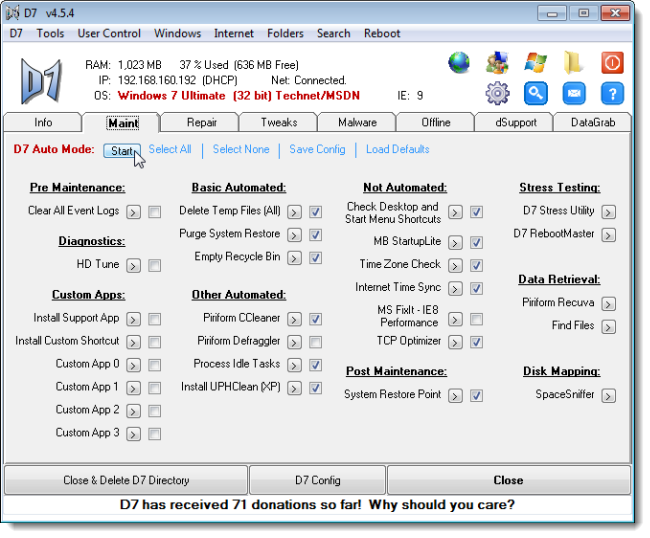 D7 v4.5.4
D7 Tools User Control Windows Internet Folders Search Reboot
D7
RAM: 1,023 MB 37 % Used (636 MB Free)
IP: 192.168.160.192 (DHCP) Net: Connected.
OS: Windows 7 Ultimate (32 bit) Technet/MSDN IE: 9
Info Maint Repair Tweaks Malware Offline dSupport DataGrab
D7 Auto Mode: Start Select All | Select None | Save Config | Load Defaults
Pre Maintenance:
Clear All Event Logs >
Diagnostics:
HD Tune >
Custom Apps:
Install Support App >
Install Custom Shortcut >
Custom App 0 >
Custom App 1 >
Custom App 2 >
Custom App 3 >
Basic Automated:
Delete Temp Files (All) >
Purge System Restore >
Empty Recycle Bin >
Other Automated:
Piriform CCleaner >
Piriform Defraggler >
Process Idle Tasks >
Install UPHClean (XP) >
Not Automated:
Check Desktop and
Start Menu Shortcuts >
MB StartupLite >
Time Zone Check >
Internet Time Sync >
MS FixIt - IE8
Performance >
TCP Optimizer >
Post Maintenance:
System Restore Point >
Stress Testing:
D7 Stress Utility >
D7 RebootMaster >
Data Retrieval:
Piriform Recuva >
Find Files >
Disk Mapping:
SpaceSniffer >
Close & Delete D7 Directory D7 Config Close
D7 has received 71 donations so far! Why should you care?